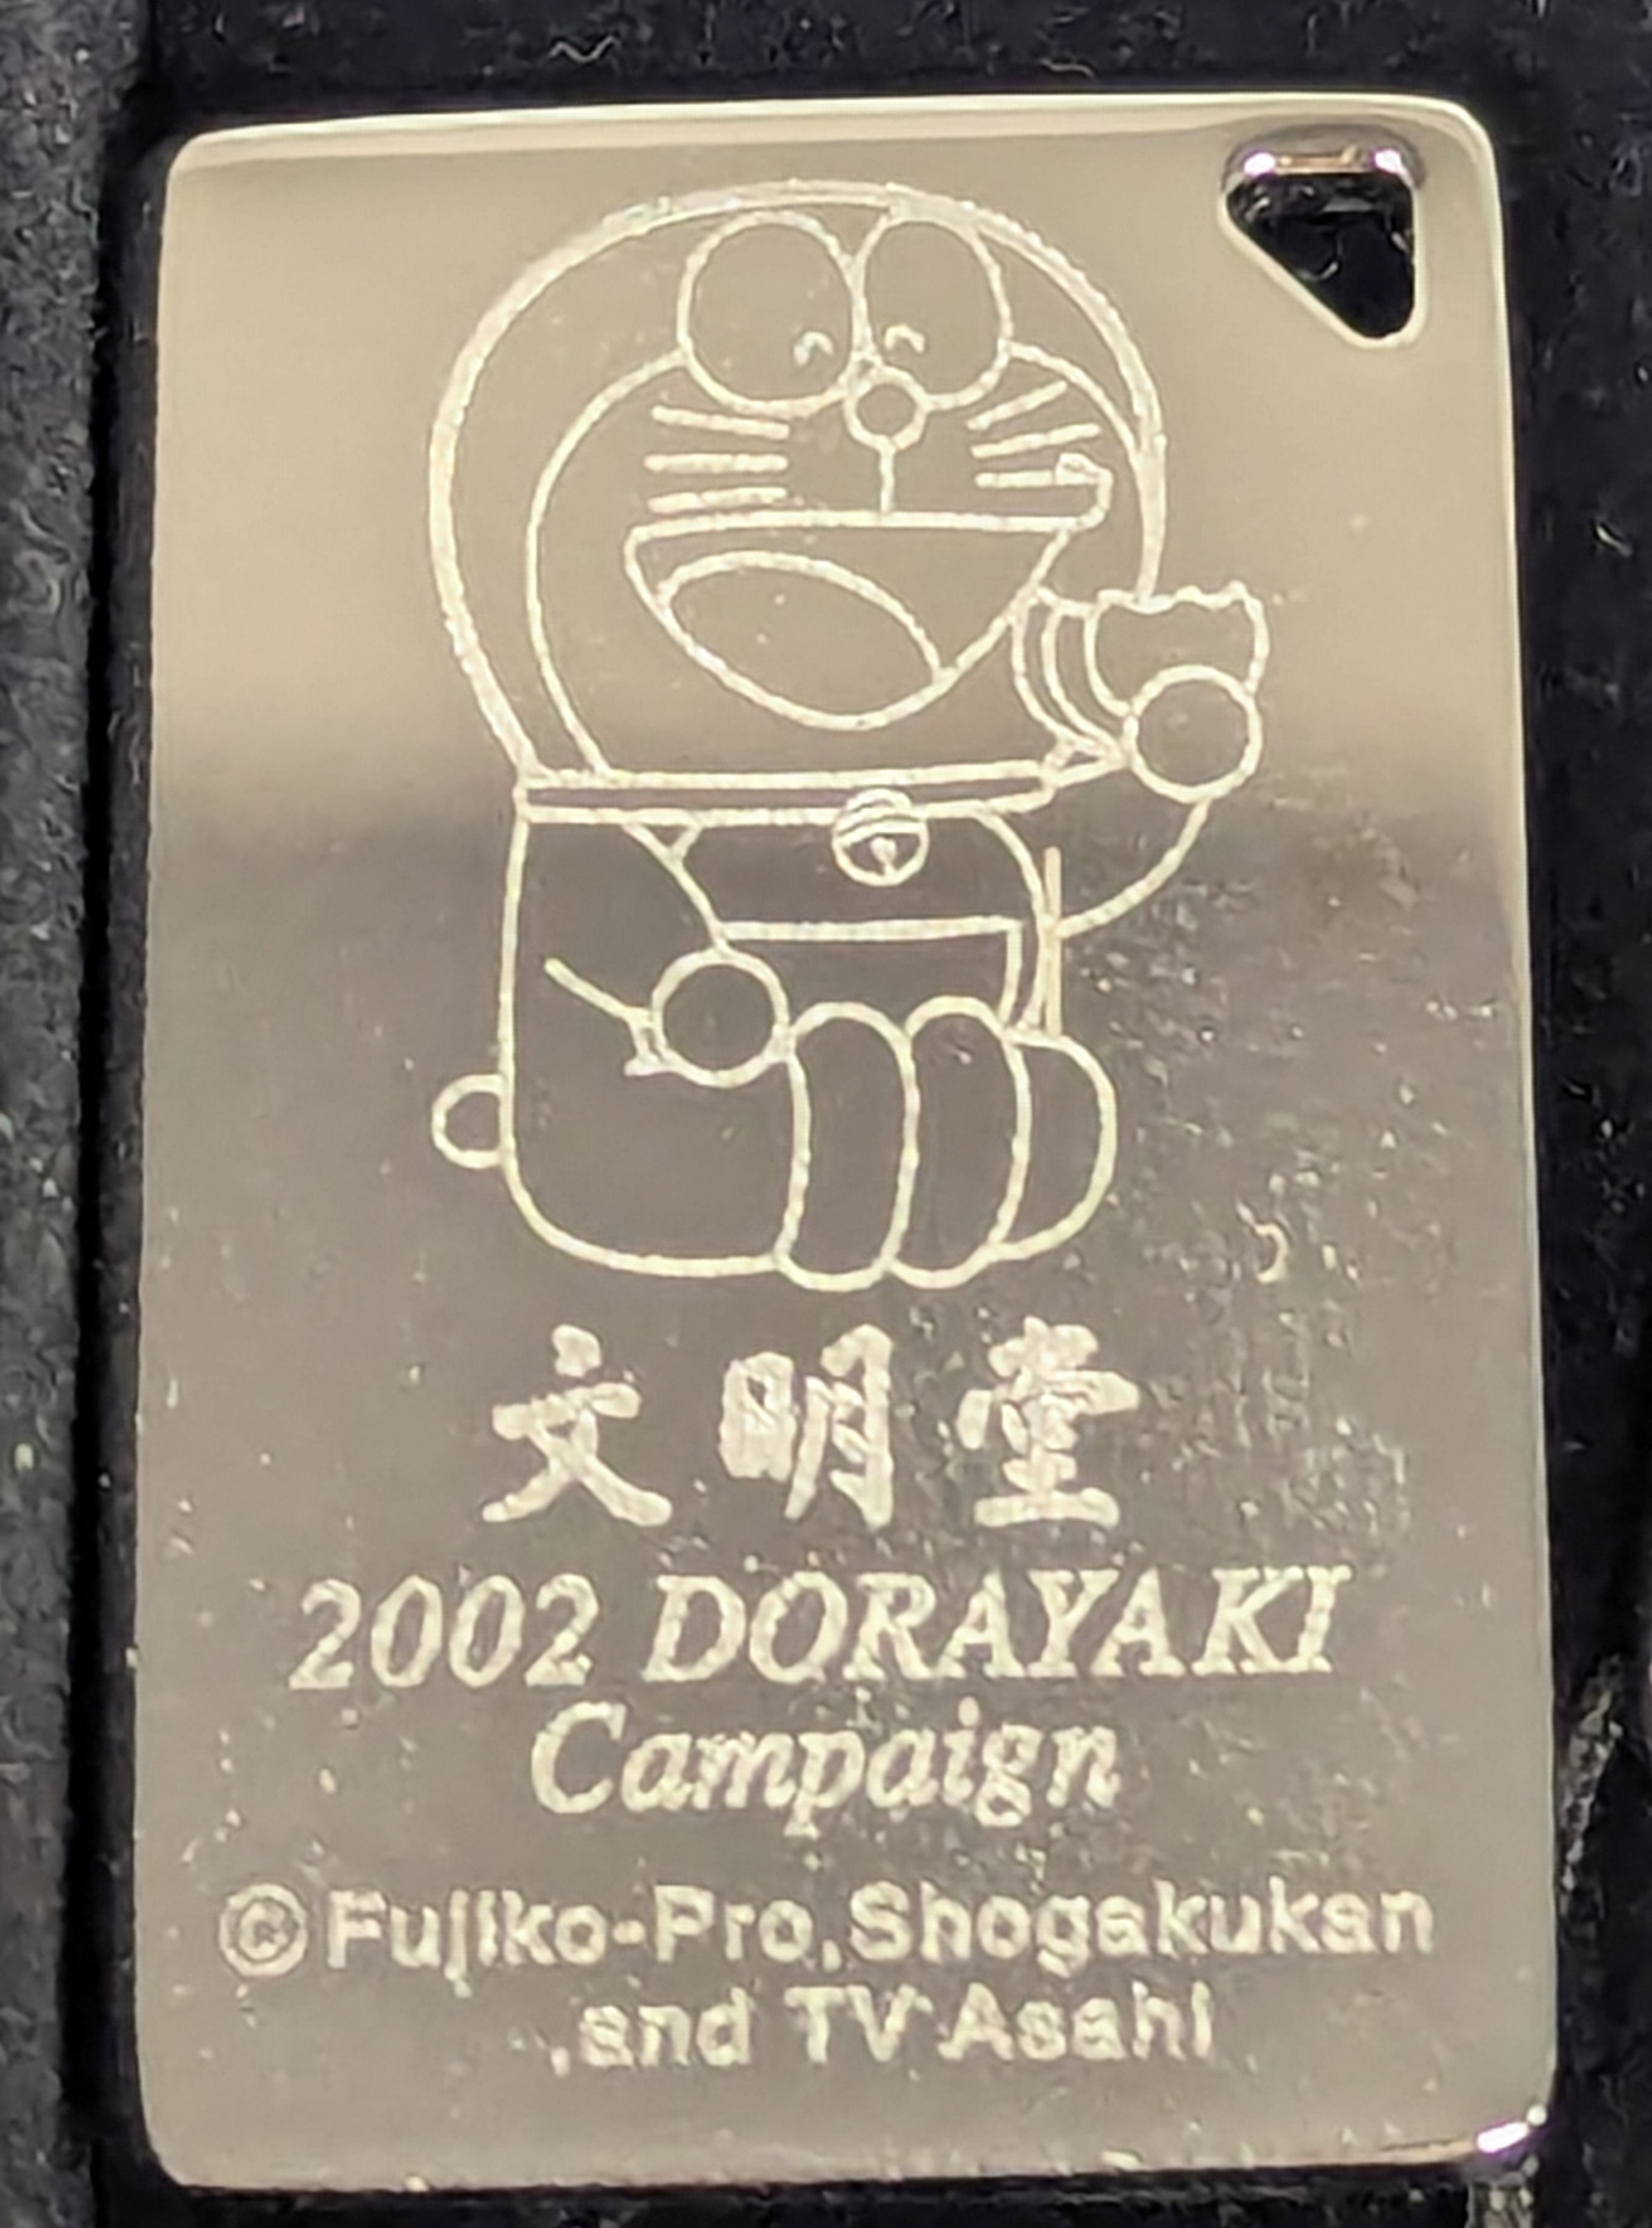 文明堂
2002 DORAYAKI
Campaign
©Fujiko-Pro,Shogakukan
,and TV Asahi